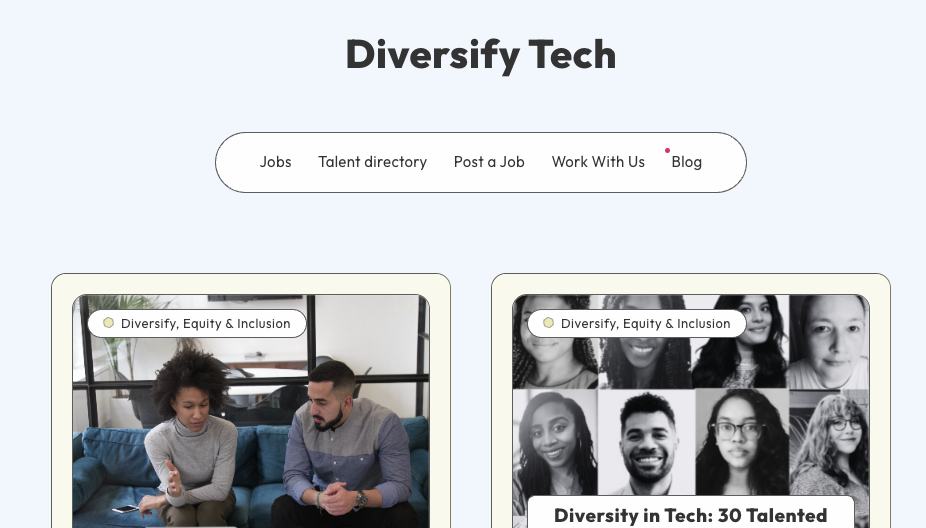 Diversify Tech
Jobs Talent directory Post a Job Work With Us Blog
Diversify, Equity & Inclusion
Diversify, Equity & Inclusion
Diversity in Tech: 30 Talented